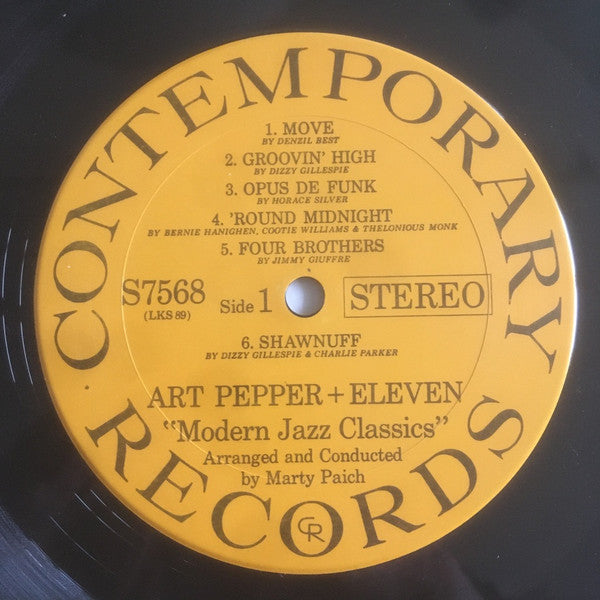 CONTEMPORARY
1. MOVE
BY DENZIL BEST
2. GROOVIN' HIGH
BY DIZZY GILLESPIE
3. OPUS DE FUNK
BY HORACE SILVER
4. 'ROUND MIDNIGHT
BY BERNIE HANIGHEN, COOTIE WILLIAMS & THELONIOUS MONK
5. FOUR BROTHERS
BY JIMMY GIUFFRE
S7568
(LKS 89)
Side 1
STEREO
6. SHAWNUFF
BY DIZZY GILLESPIE & CHARLIE PARKER
ART PEPPER + ELEVEN
"Modern Jazz Classics"
Arranged and Conducted
by Marty Paich
CR
RECORDS